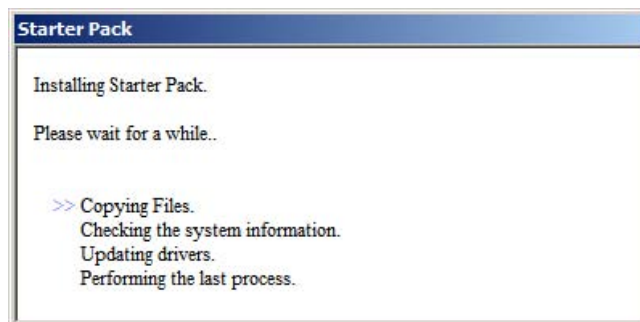 Starter Pack
Installing Starter Pack.
Please wait for a while..
>> Copying Files.
Checking the system information.
Updating drivers.
Performing the last process.